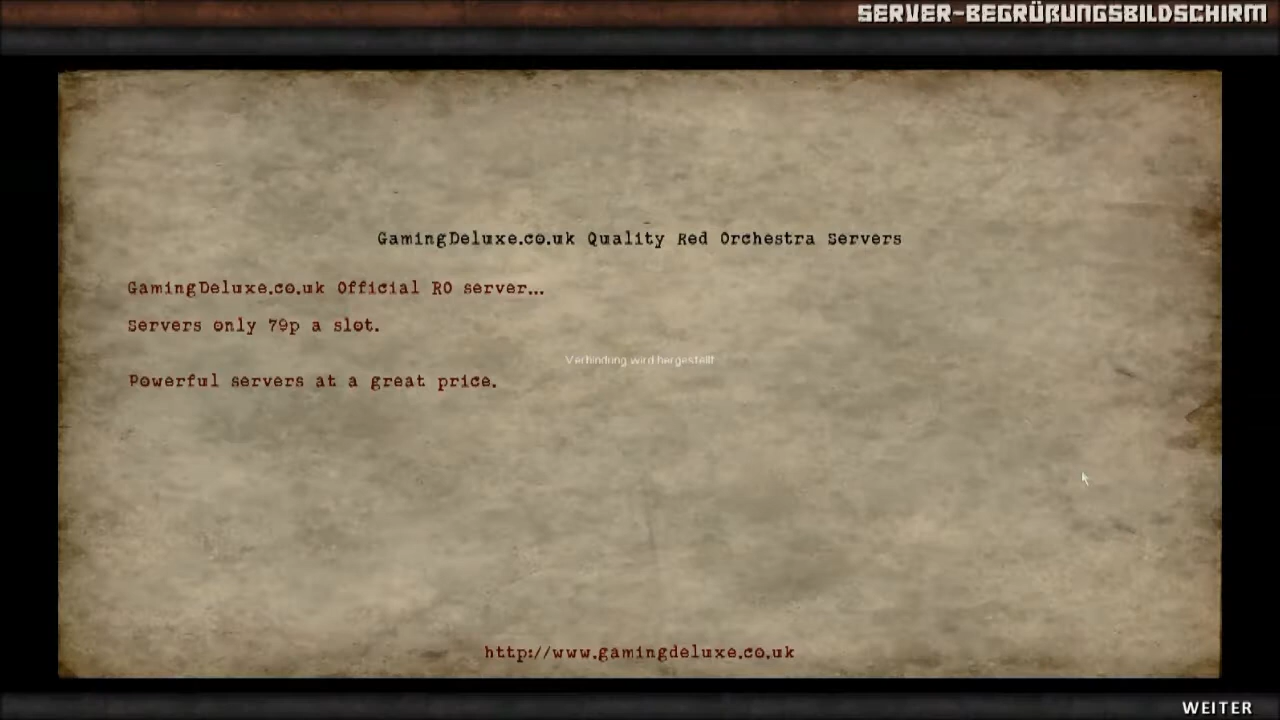 SERVER-BEGRÜßUNGSBILDSCHIRM
GamingDeluxe.co.uk Quality Red Orchestra Servers
GamingDeluxe.co.uk Official RO server...
Servers only 79p a slot.
Verbindung wird hergestellt
Powerful servers at a great price.
http://www.gamingdeluxe.co.uk
WEITER